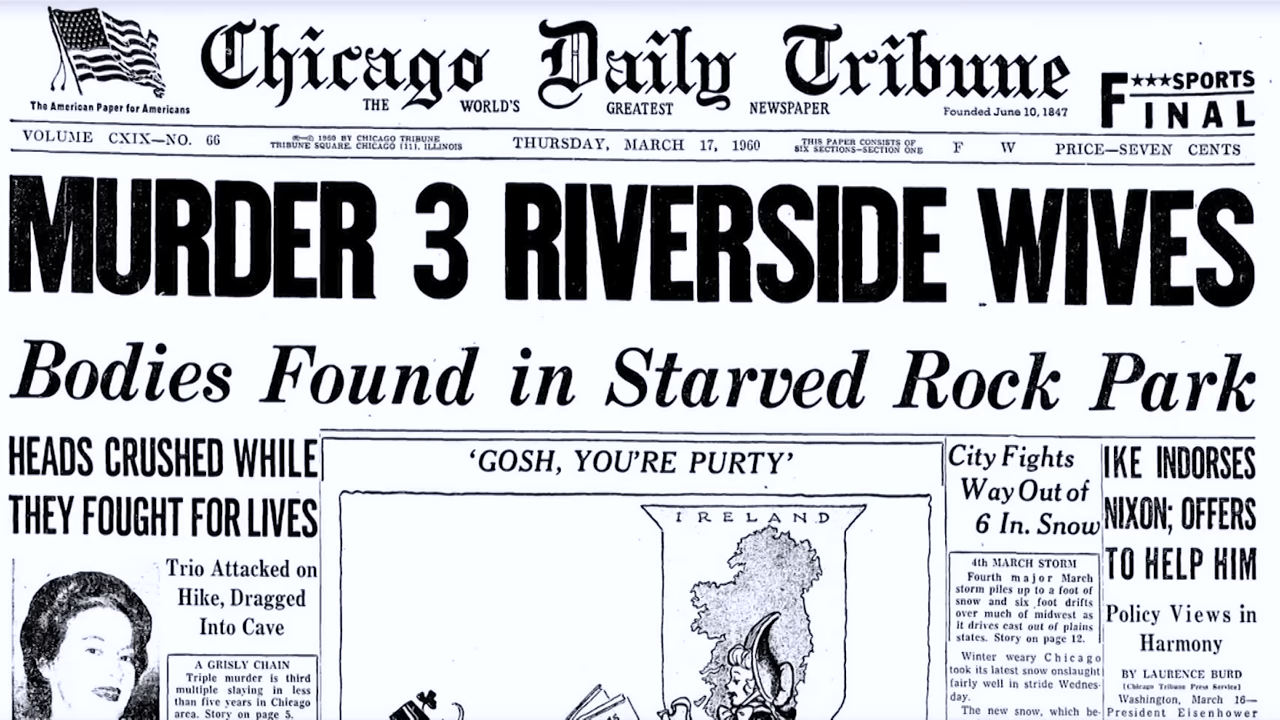 Chicago Daily Tribune
The American Paper for Americans
THE WORLD'S GREATEST NEWSPAPER
Founded June 10, 1847
F***SPORTS
FINAL
VOLUME CXIX—NO. 66
1960 BY CHICAGO TRIBUNE
TRIBUNE SQUARE, CHICAGO (11), ILLINOIS
THURSDAY, MARCH 17, 1960
THIS PAPER CONSISTS OF
SIX SECTIONS—SECTION ONE
F W
PRICE—SEVEN CENTS
MURDER 3 RIVERSIDE WIVES
Bodies Found in Starved Rock Park
HEADS CRUSHED WHILE
THEY FOUGHT FOR LIVES
Trio Attacked on
Hike, Dragged
Into Cave
A GRISLY CHAIN
Triple murder is third
multiple slaying in less
than five years in Chicago
area. Story on page 5.
'GOSH, YOU'RE PURTY'
IRELAND
City Fights
Way Out of
6 In. Snow
4th MARCH STORM
Fourth major March
storm piles up to a foot of
snow and six foot drifts
over much of midwest as
it drives east out of plains
states. Story on page 12.
Winter weary Chicago
took its latest snow onslaught
fairly well in stride Wednes-
day.
The new snow, which be-
IKE INDORSES
NIXON; OFFERS
TO HELP HIM
Policy Views in
Harmony
BY LAURENCE BURD
[Chicago Tribune Press Service]
Washington, March 16—
President Eisenhower